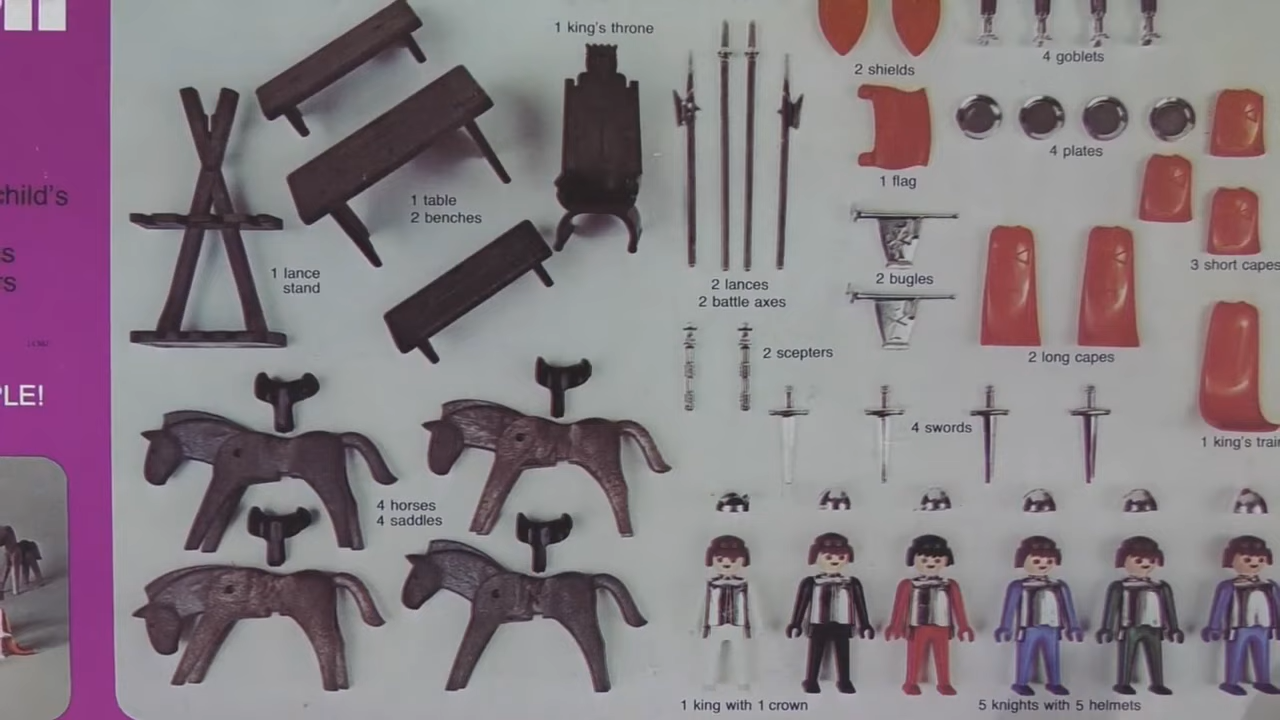 child's
s
rs
PLE!
1 king's throne
2 shields
4 goblets
4 plates
1 flag
1 table
2 benches
1 lance
stand
2 bugles
3 short capes
2 lances
2 battle axes
2 scepters
2 long capes
4 swords
1 king's trai
4 horses
4 saddles
1 king with 1 crown
5 knights with 5 helmets